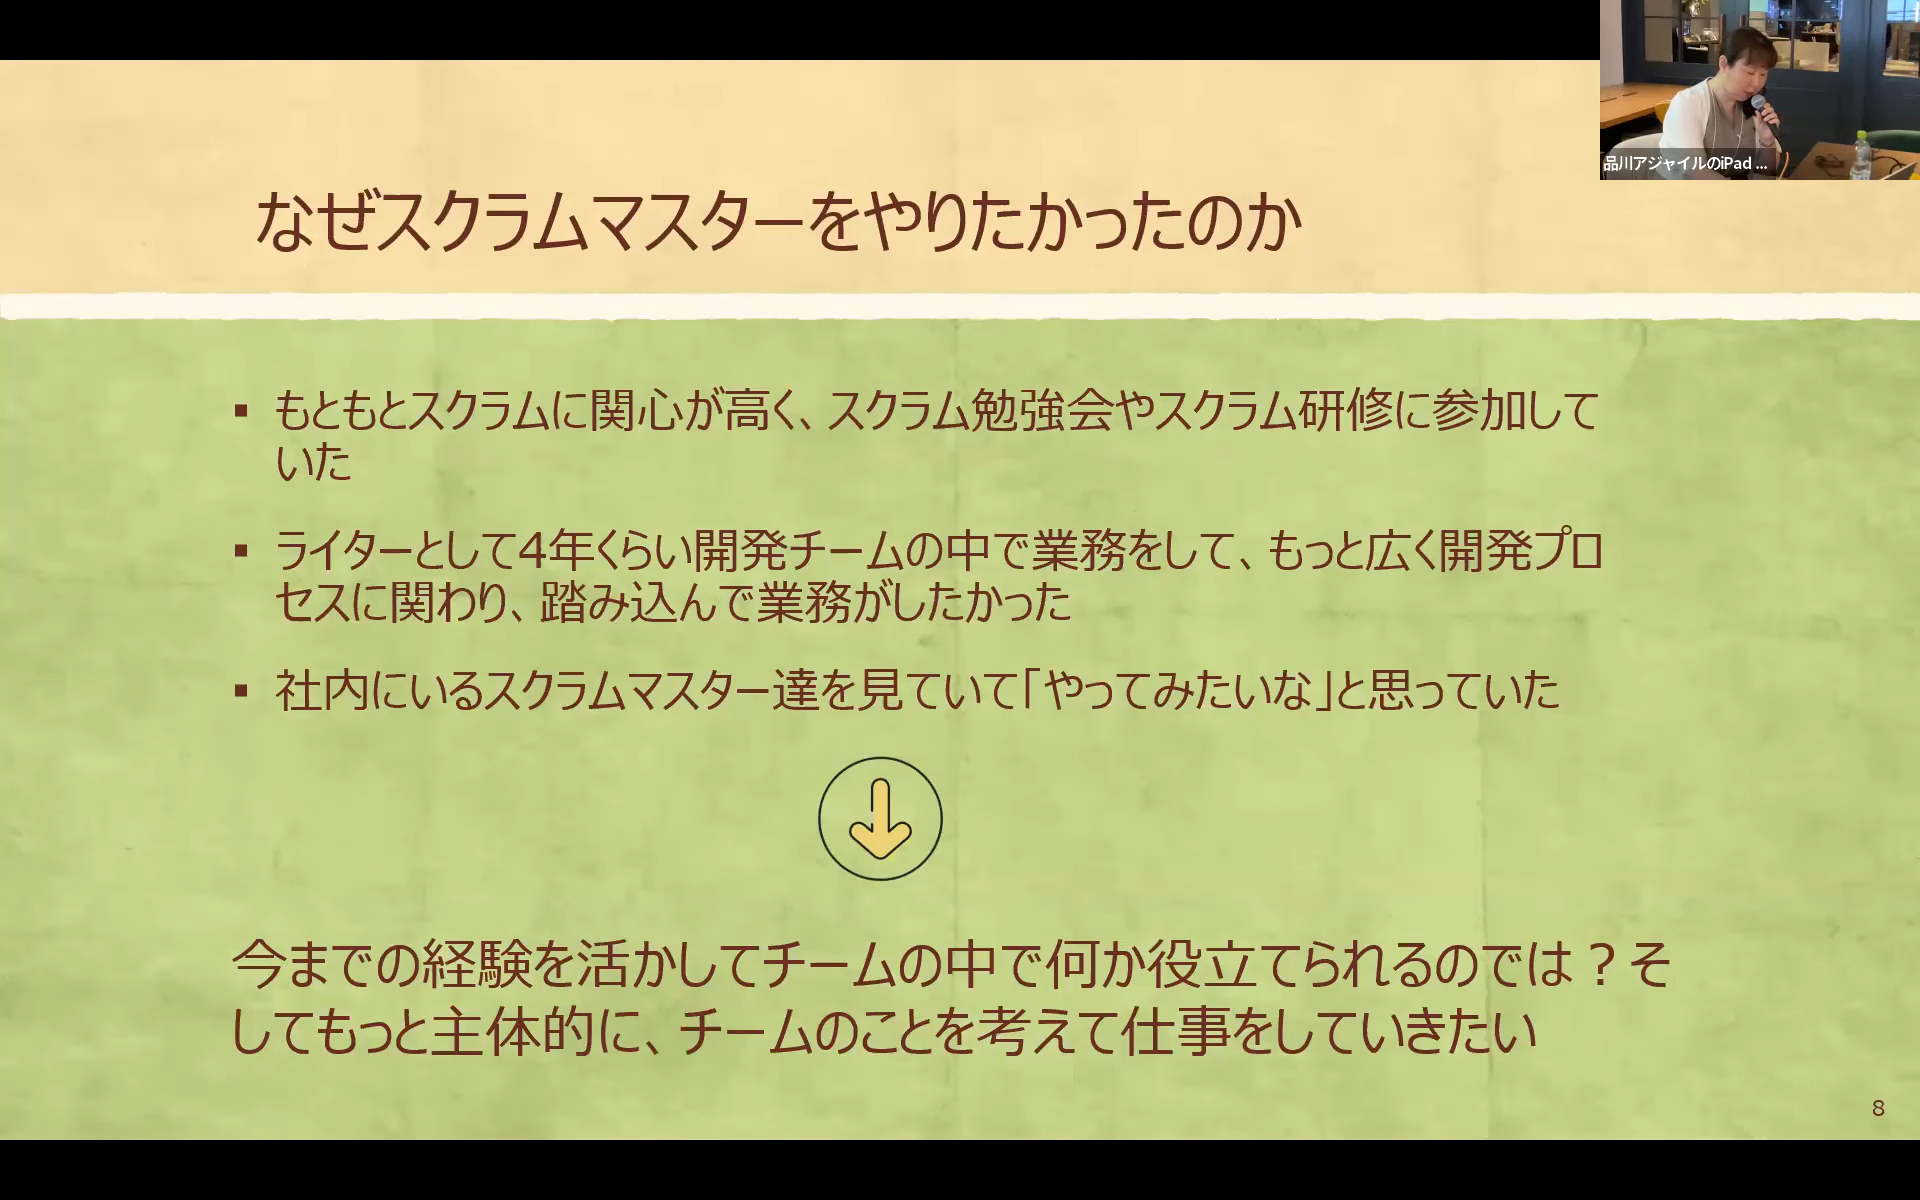 品川アジャイルのiPad ...
なぜスクラムマスターをやりたかったのか
▪ もともとスクラムに関心が高く、スクラム勉強会やスクラム研修に参加して
いた
▪ ライターとして4年くらい開発チームの中で業務をして、もっと広く開発プロ
セスに関わり、踏み込んで業務がしたかった
▪ 社内にいるスクラムマスター達を見ていて「やってみたいな」と思っていた
今までの経験を活かしてチームの中で何か役立てられるのでは？そ
してもっと主体的に、チームのことを考えて仕事をしていきたい
8